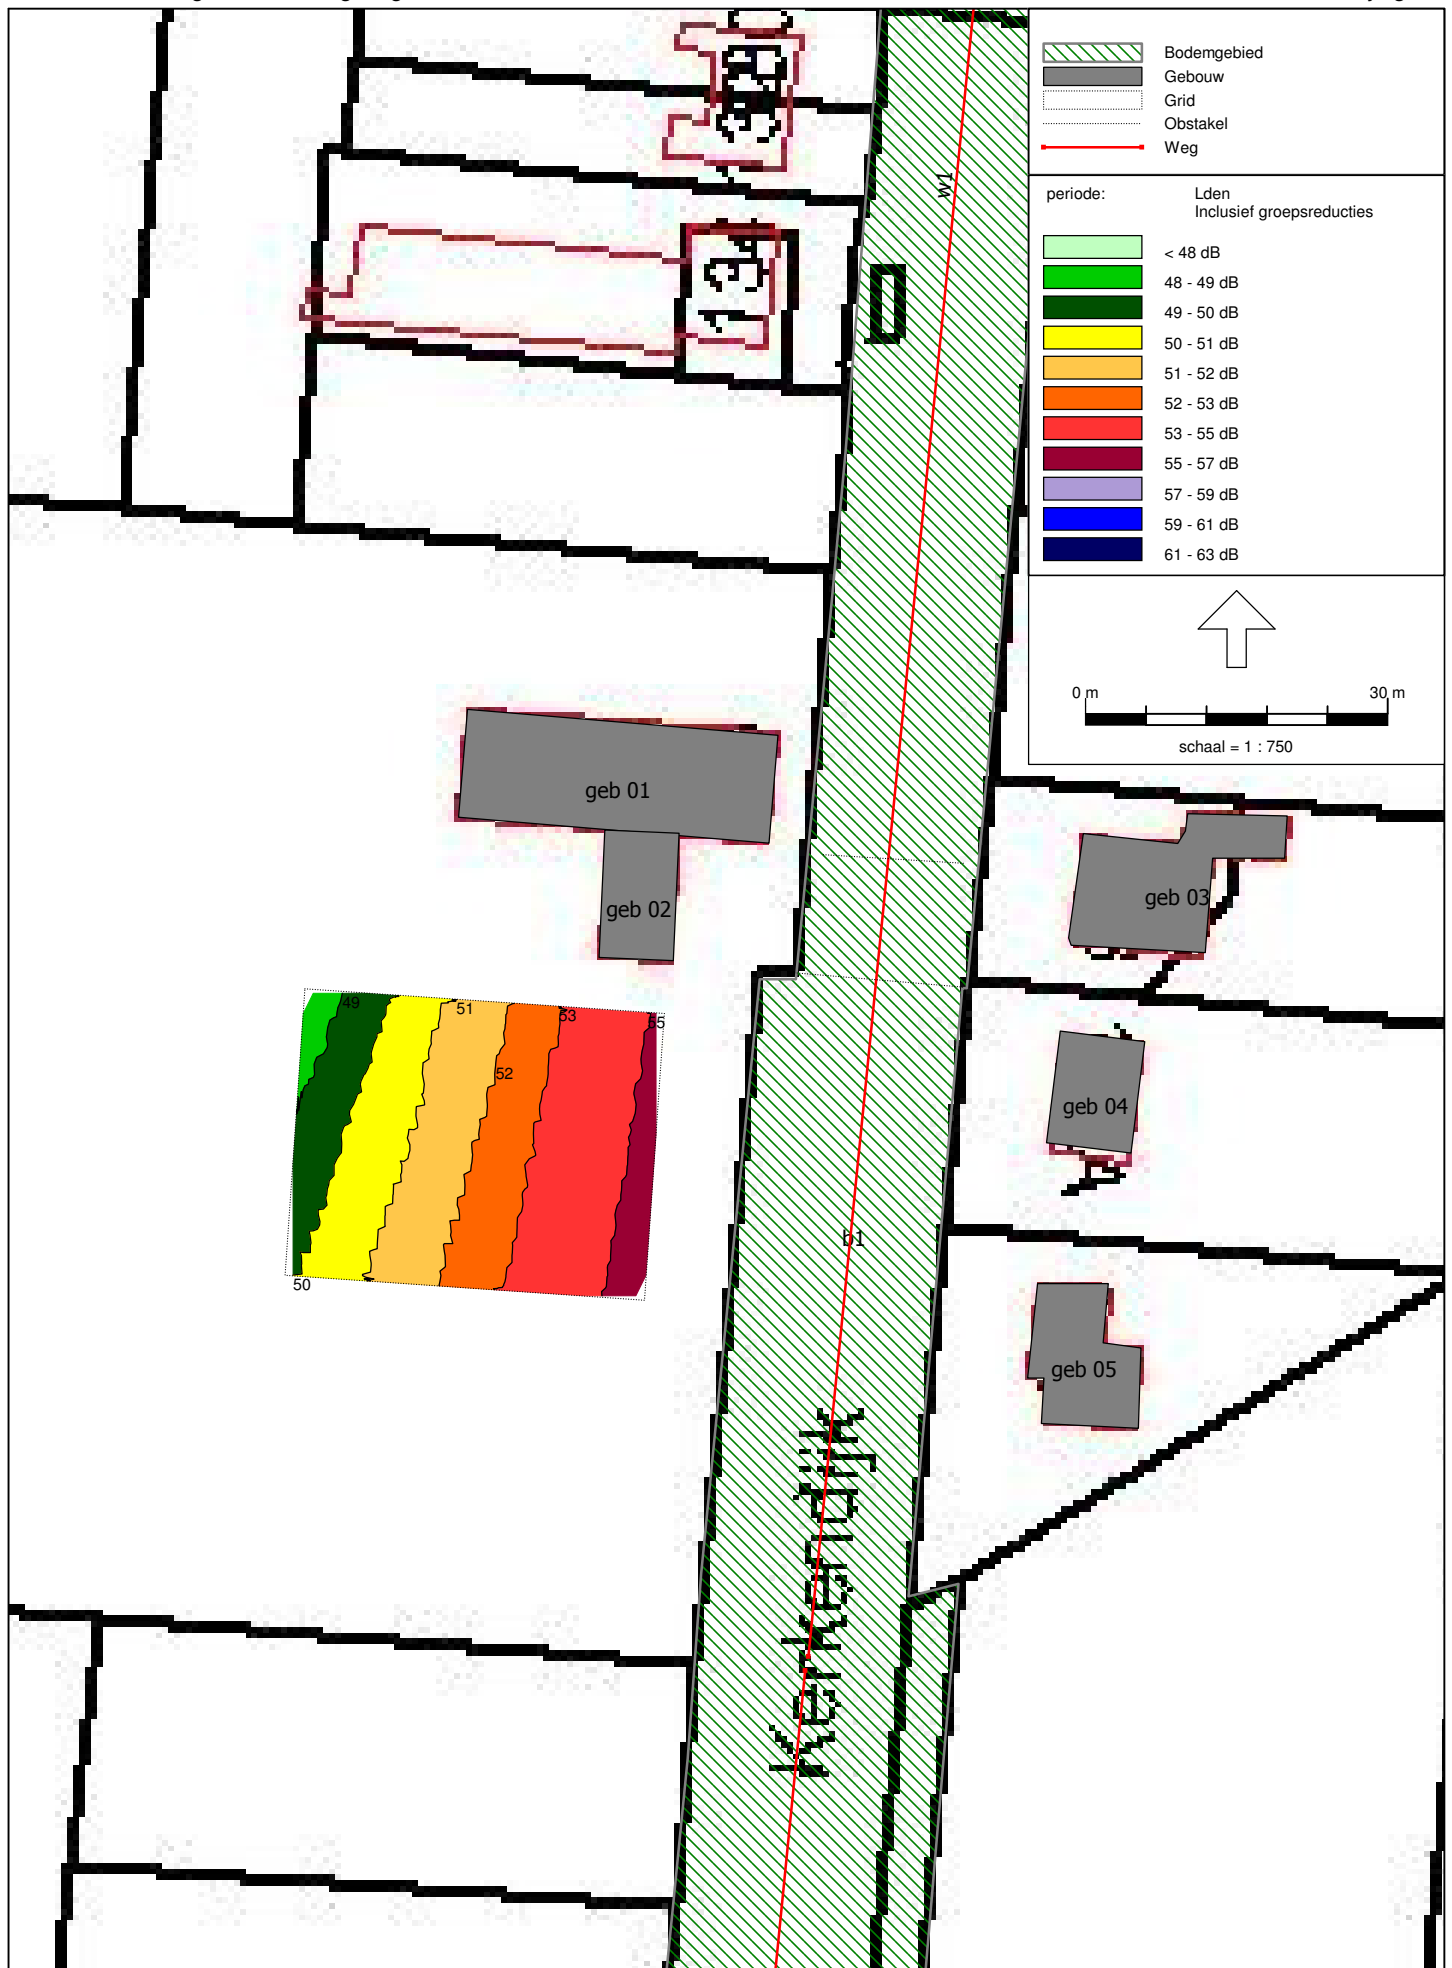 Bodemgebied
Gebouw
Grid
Obstakel
Weg
periode: Lden
Inclusief groepsreducties
< 48 dB
48 - 49 dB
49 - 50 dB
50 - 51 dB
51 - 52 dB
52 - 53 dB
53 - 55 dB
55 - 57 dB
57 - 59 dB
59 - 61 dB
61 - 63 dB
0 m 30 m
schaal = 1 : 750
w1
134
geb 01
geb 02
geb 03
geb 04
geb 05
49
51
53
55
52
50
b1
Kerkendijk